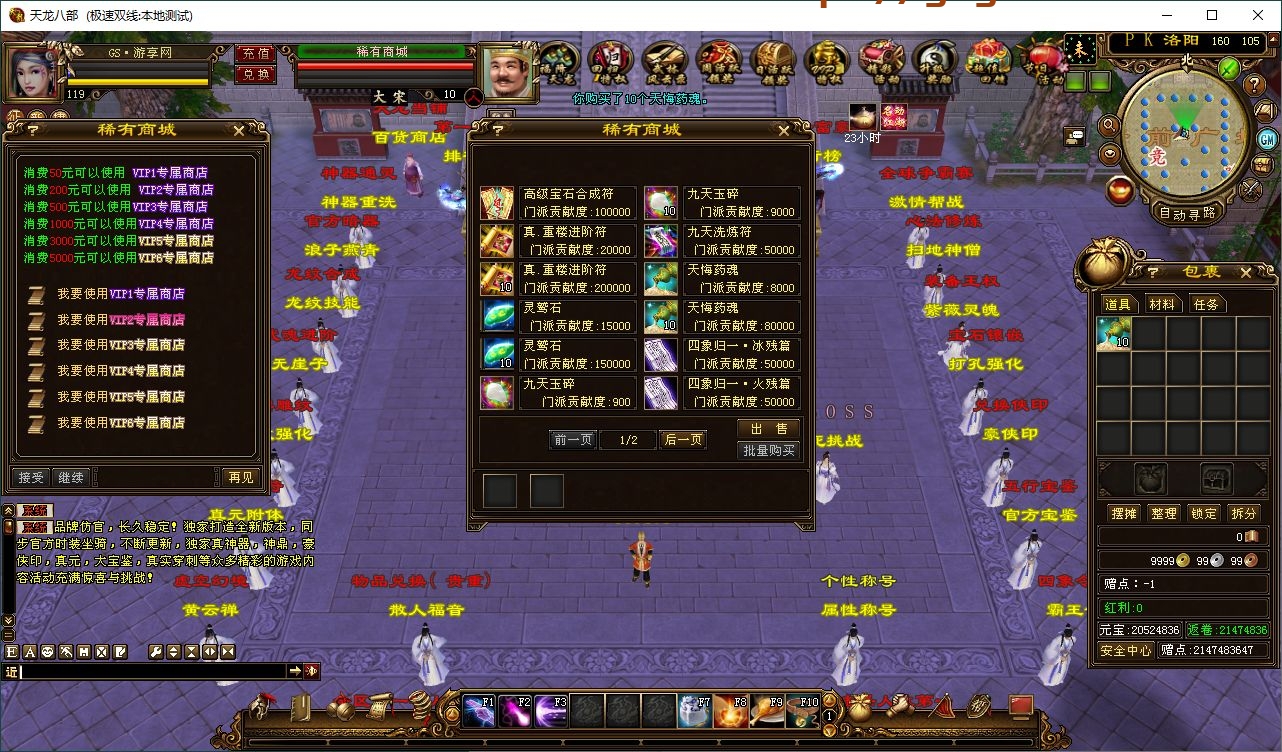 天龙八部 (极速双线:本地测试)
GS·游享网
充值
兑换
119
稀有商城
大宋
10
你购买了10个天悔药魂。
23小时
PK 洛阳 160 105
北
自动寻路
GM
稀有商城
消费50元可以使用 VIP1专属商店
消费200元可以使用 VIP2专属商店
消费500元可以使用VIP3专属商店
消费1000元可以使用VIP4专属商店
消费3000元可以使用VIP5专属商店
消费5000元可以使用VIP6专属商店
我要使用VIP1专属商店
我要使用VIP2专属商店
我要使用VIP3专属商店
我要使用VIP4专属商店
我要使用VIP5专属商店
我要使用VIP6专属商店
接受
继续
再见
稀有商城
高级宝石合成符
门派贡献度:100000
10
九天玉碎
门派贡献度:9000
真.重楼进阶符
门派贡献度:20000
九天洗炼符
门派贡献度:50000
10
真.重楼进阶符
门派贡献度:200000
天悔药魂
门派贡献度:8000
灵鹫石
门派贡献度:15000
10
天悔药魂
门派贡献度:80000
10
灵鹫石
门派贡献度:150000
四象归一·冰残篇
门派贡献度:50000
九天玉碎
门派贡献度:900
四象归一·火残篇
门派贡献度:50000
前一页
1/2
后一页
出 售
批量购买
百货商店
神器重洗
浪子燕青
龙纹技能
无崖子
真元附体
黄云禅
物品兑换( 贵重)
散人福音
全球争霸赛
激情帮战
心法修炼
扫地神僧
紫薇灵魄
打孔强化
兑换侠印
豪侠印
五行宝鉴
官方宝鉴
BOSS
个性称号
属性称号
包裹
道具
材料
任务
10
摆摊
整理
锁定
拆分
0
9999 99 99
赠点：-1
红利:0
元宝:20524836
返卷:21474836
安全中心
赠点:2147483647
系统
系统 品牌仿官，长久稳定！独家打造全新版本，同
步官方时装坐骑，不断更新，独家真神器，神鼎，豪
侠印，真元，大宝鉴，真实穿刺等众多精彩的游戏内
容活动充满惊喜与挑战！
近
F1
F2
F3
F7
F8
F9
F10
1